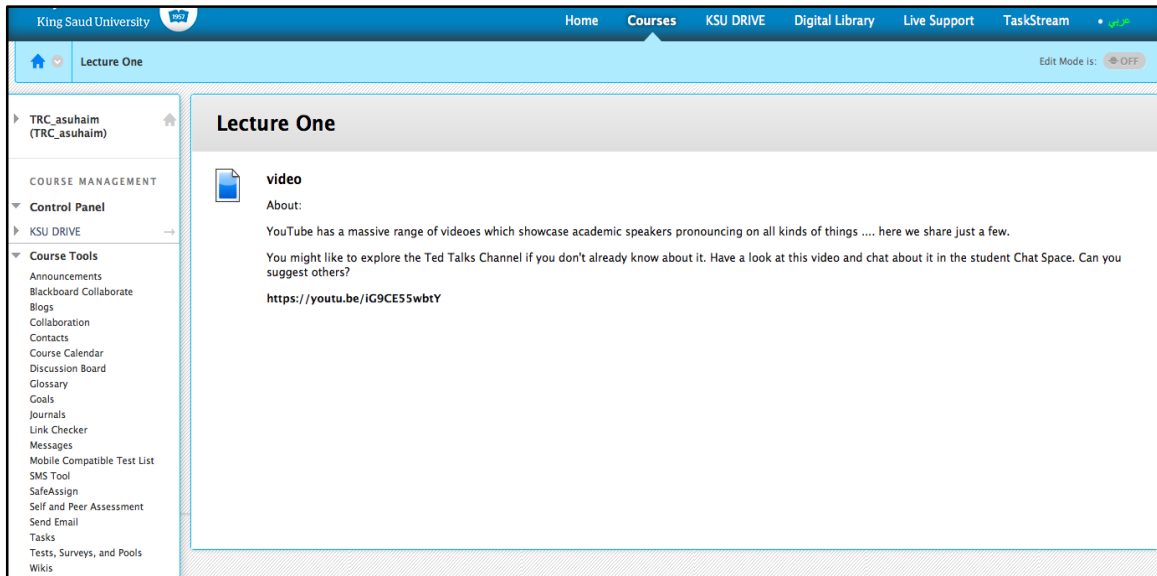 King Saud University
1957
Home
Courses
KSU DRIVE
Digital Library
Live Support
TaskStream
عربي
Lecture One
Edit Mode is:
OFF
TRC_asuhaim
(TRC_asuhaim)
COURSE MANAGEMENT
Control Panel
KSU DRIVE
Course Tools
Announcements
Blackboard Collaborate
Blogs
Collaboration
Contacts
Course Calendar
Discussion Board
Glossary
Goals
Journals
Link Checker
Messages
Mobile Compatible Test List
SMS Tool
SafeAssign
Self and Peer Assessment
Send Email
Tasks
Tests, Surveys, and Pools
Wikis
Lecture One
video
About:
YouTube has a massive range of videoes which showcase academic speakers pronouncing on all kinds of things .... here we share just a few.
You might like to explore the Ted Talks Channel if you don't already know about it. Have a look at this video and chat about it in the student Chat Space. Can you
suggest others?
https://youtu.be/iG9CE55wbtY